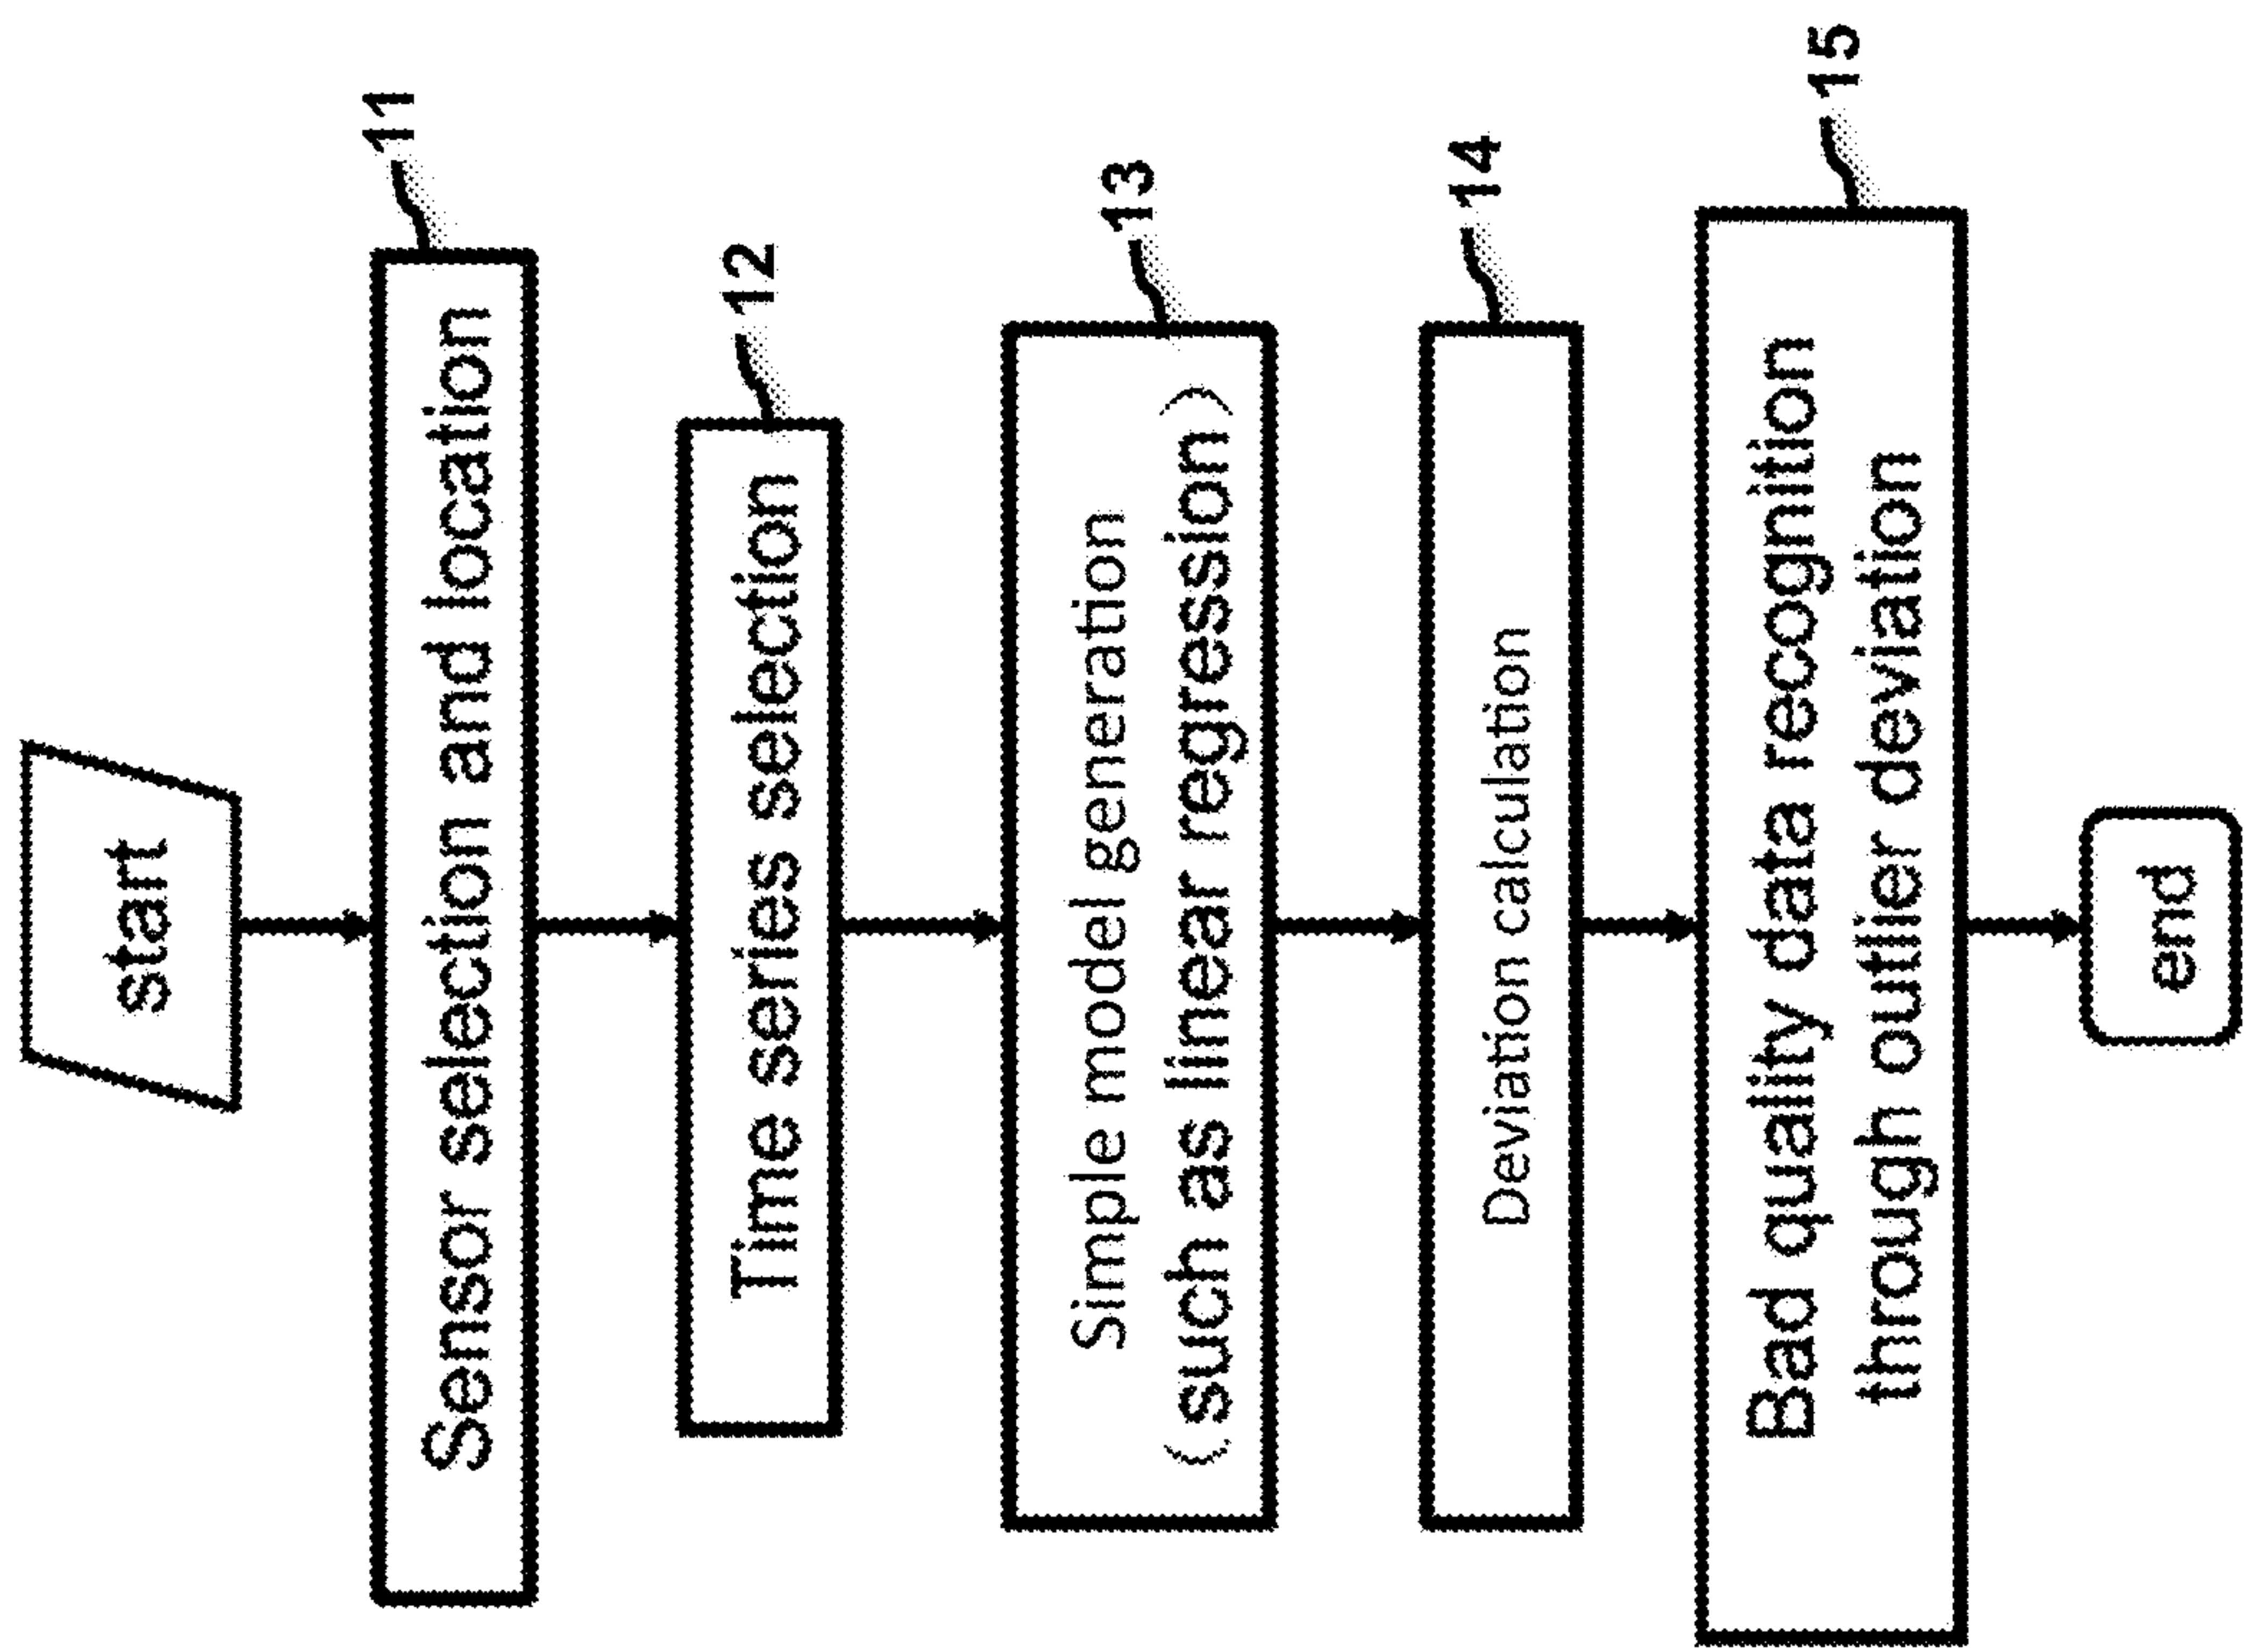 start
Sensor selection and location
11
Time series selection
12
Simple model generation
(such as linear regression)
13
Deviation calculation
14
Bad quality data recognition
through outlier deviation
15
end